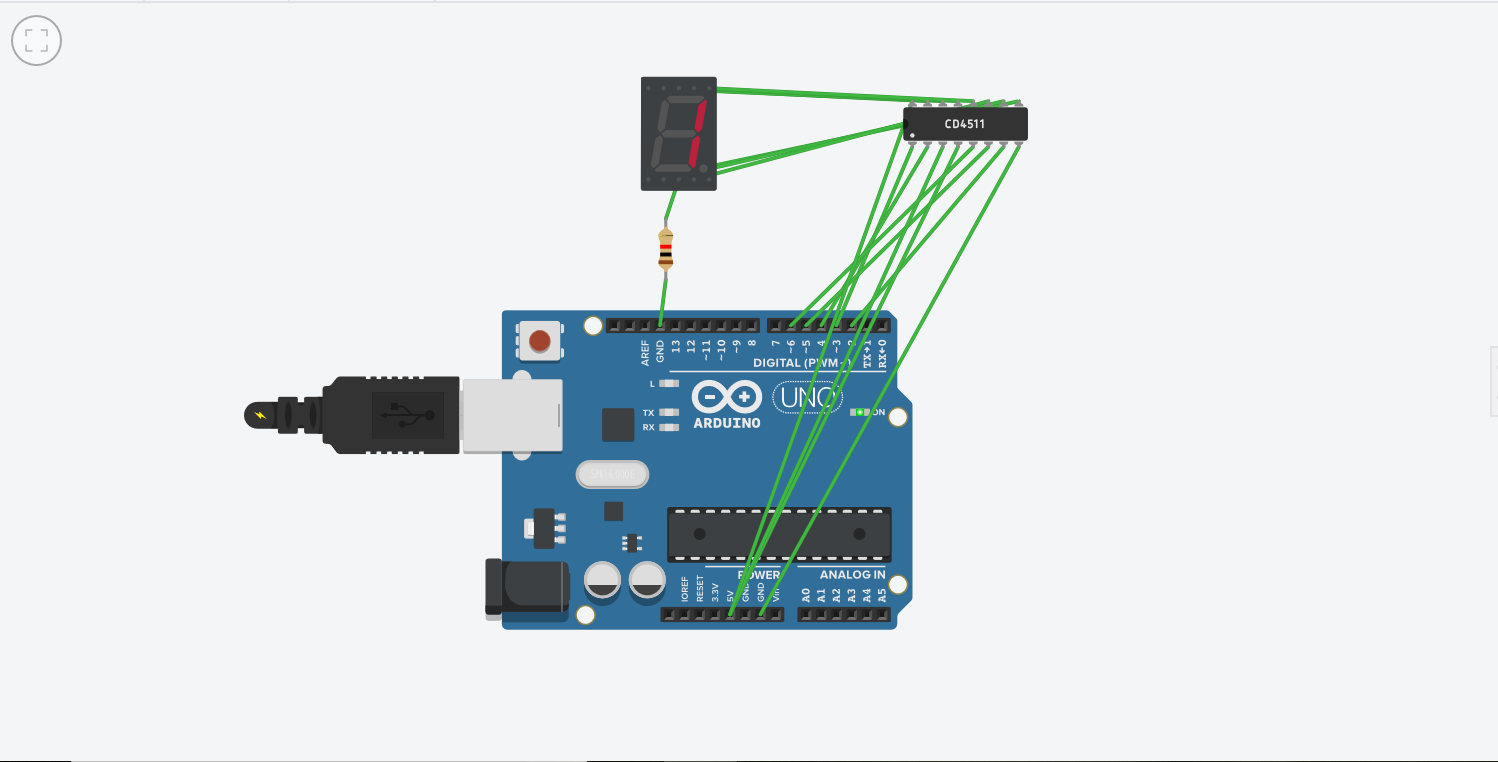 CD4511
AREF
GND
13
12
~11
~10
~9
8
7
~6
~5
4
~3
2
TX→1
RX←0
DIGITAL (PWM~)
L
TX
RX
ARDUINO
UNO
ON
POWER
ANALOG IN
IOREF
RESET
3.3V
5V
GND
GND
Vin
A0
A1
A2
A3
A4
A5